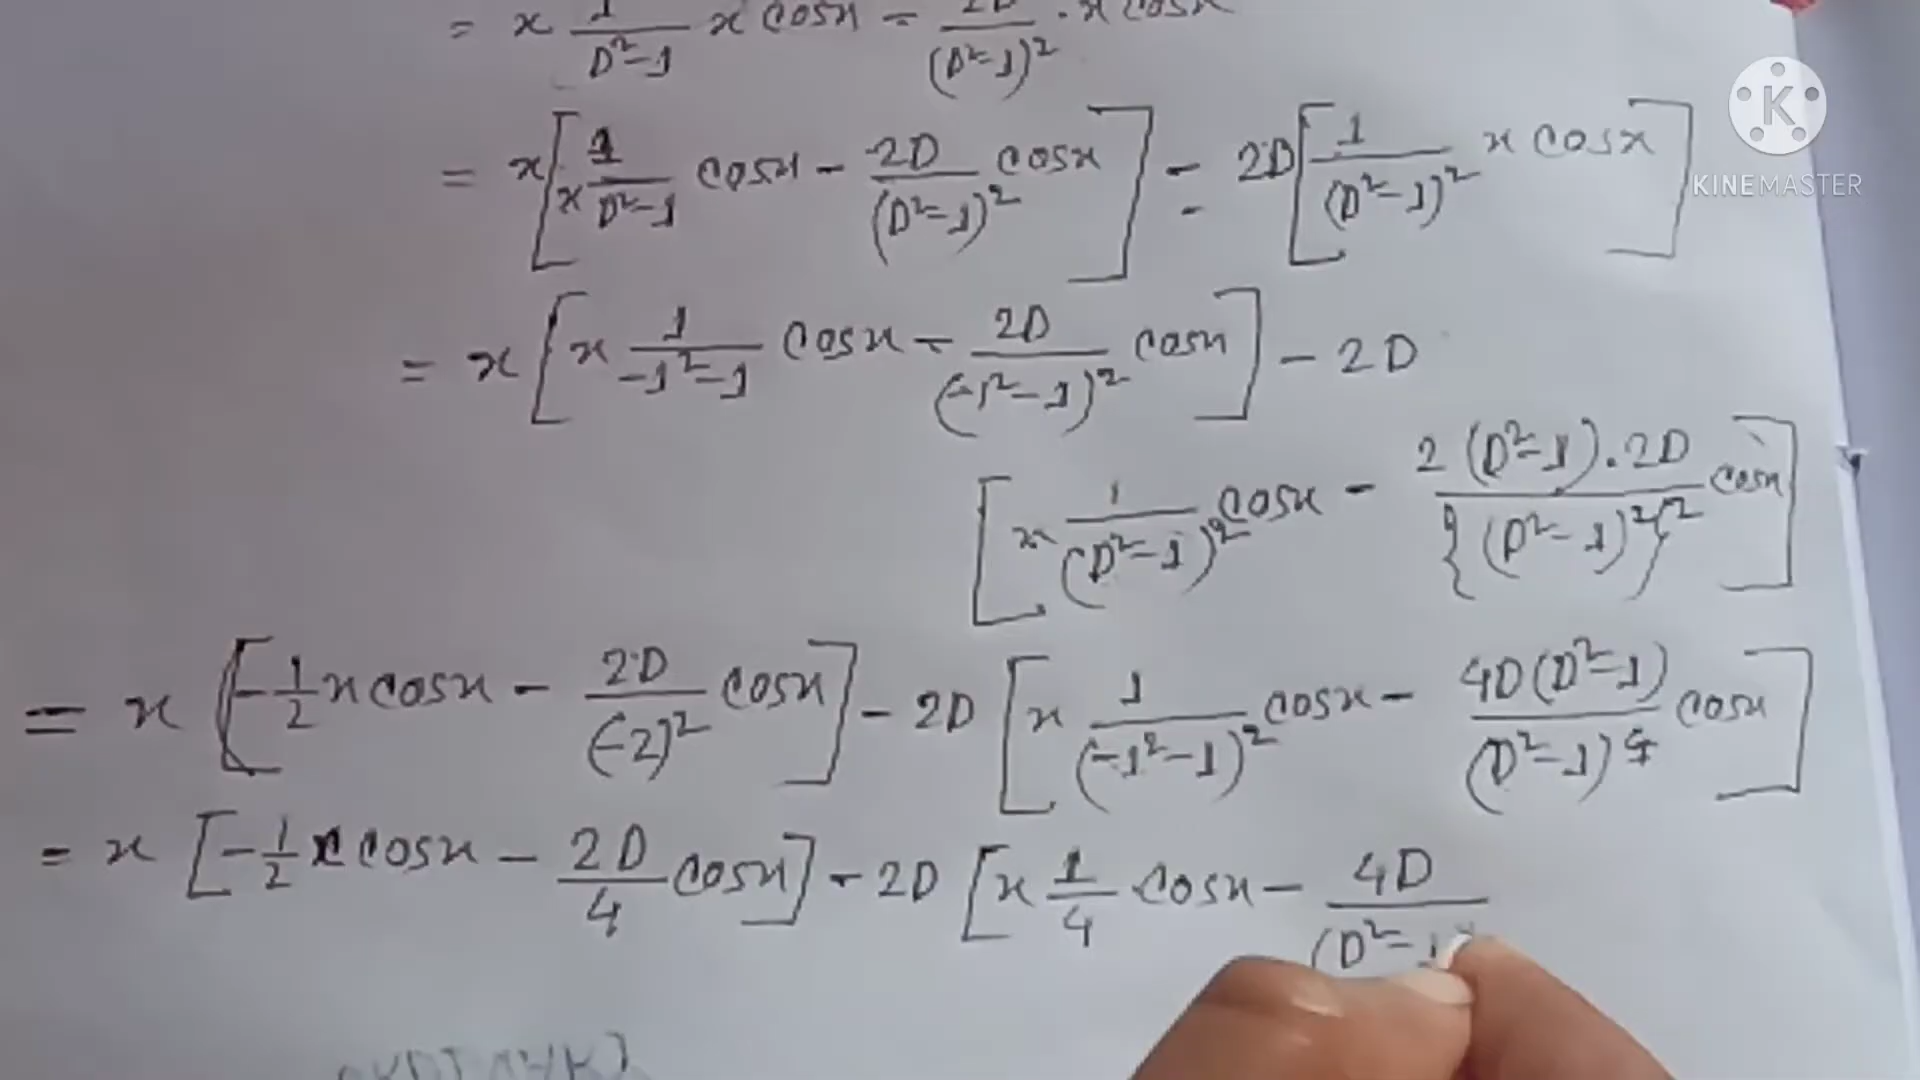 = x 1/(D²-1) x cosx - 2D/(D²-1)² · x cosx
= x[x 1/(D²-1) cosx - 2D/(D²-1)² cosx] - 2D[1/(D²-1)² x cosx]
= x[x 1/(-1²-1) cosx - 2D/(-1²-1)² cosx] - 2D
[x 1/(D²-1)² cosx - 2(D²-1).2D/{(D²-1)²}² cosx]
= x[-1/2 x cosx - 2D/(-2)² cosx] - 2D[x 1/(-1²-1)² cosx - 4D(D²-1)/(D²-1)⁴ cosx]
= x[-1/2 x cosx - 2D/4 cosx] - 2D[x 1/4 cosx - 4D/(D²-1
K
KINEMASTER